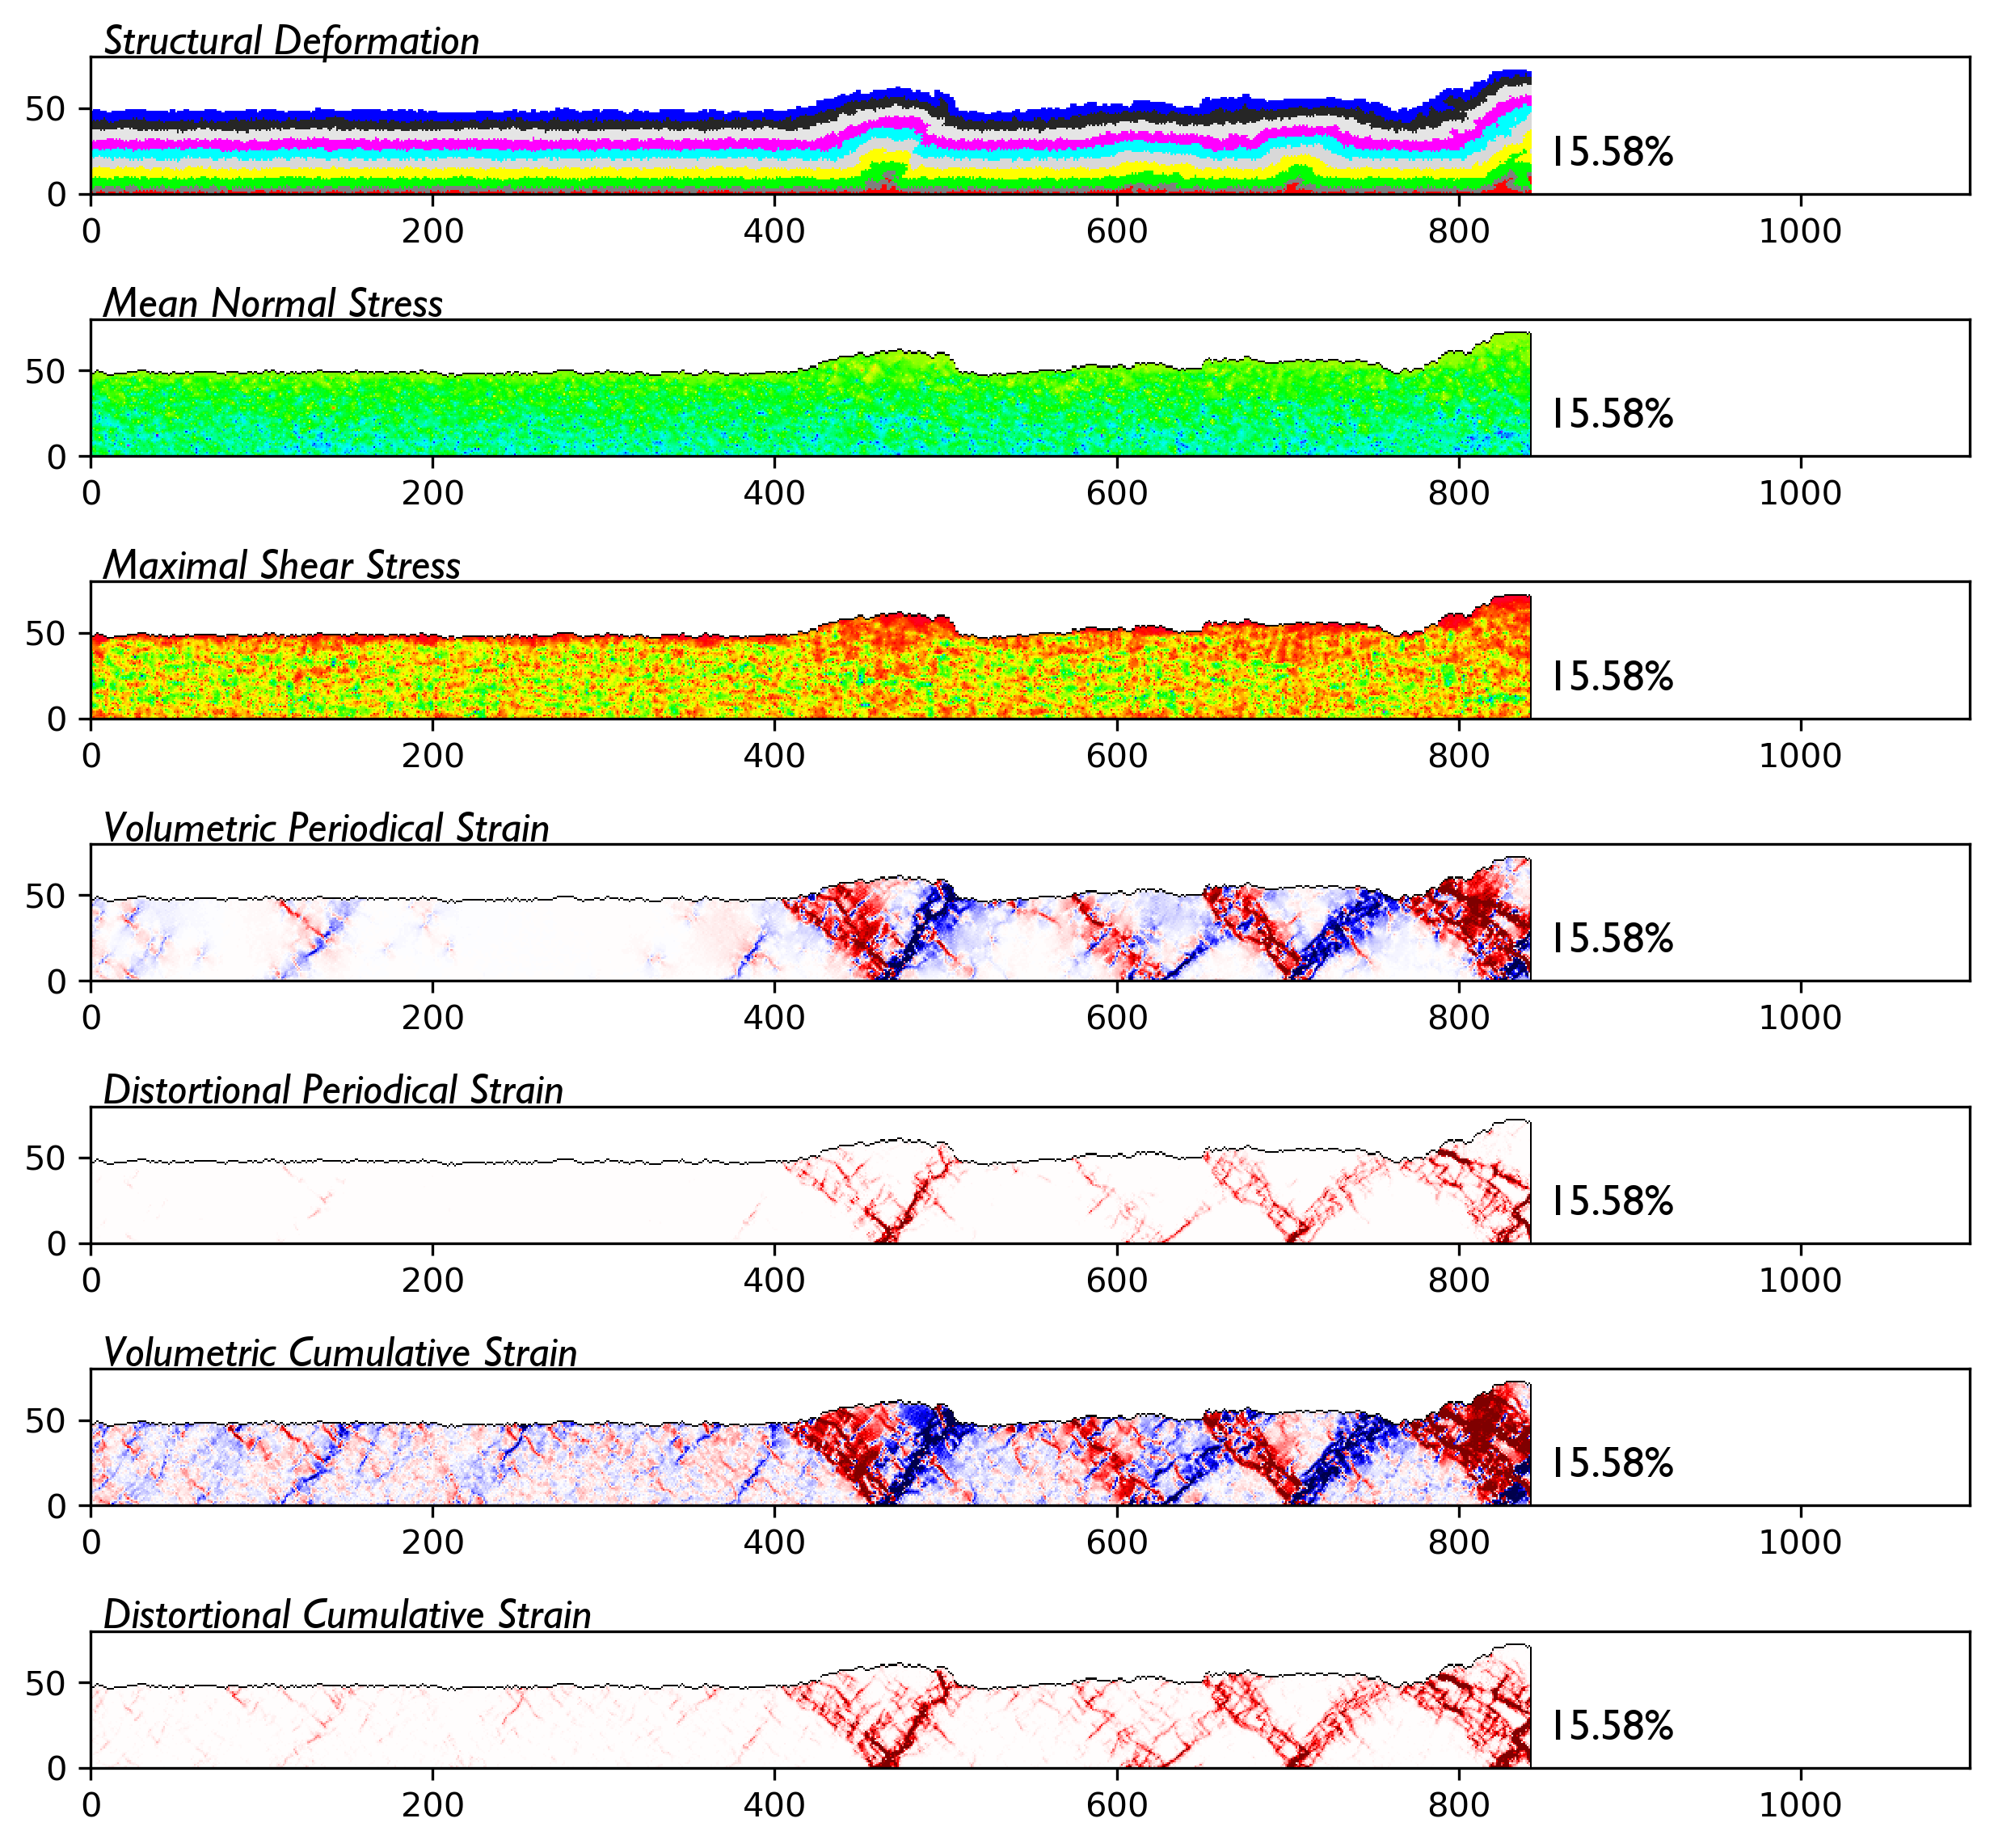 Structural Deformation
50
0
15.58%
0 200 400 600 800 1000
Mean Normal Stress
50
0
15.58%
0 200 400 600 800 1000
Maximal Shear Stress
50
0
15.58%
0 200 400 600 800 1000
Volumetric Periodical Strain
50
0
15.58%
0 200 400 600 800 1000
Distortional Periodical Strain
50
0
15.58%
0 200 400 600 800 1000
Volumetric Cumulative Strain
50
0
15.58%
0 200 400 600 800 1000
Distortional Cumulative Strain
50
0
15.58%
0 200 400 600 800 1000